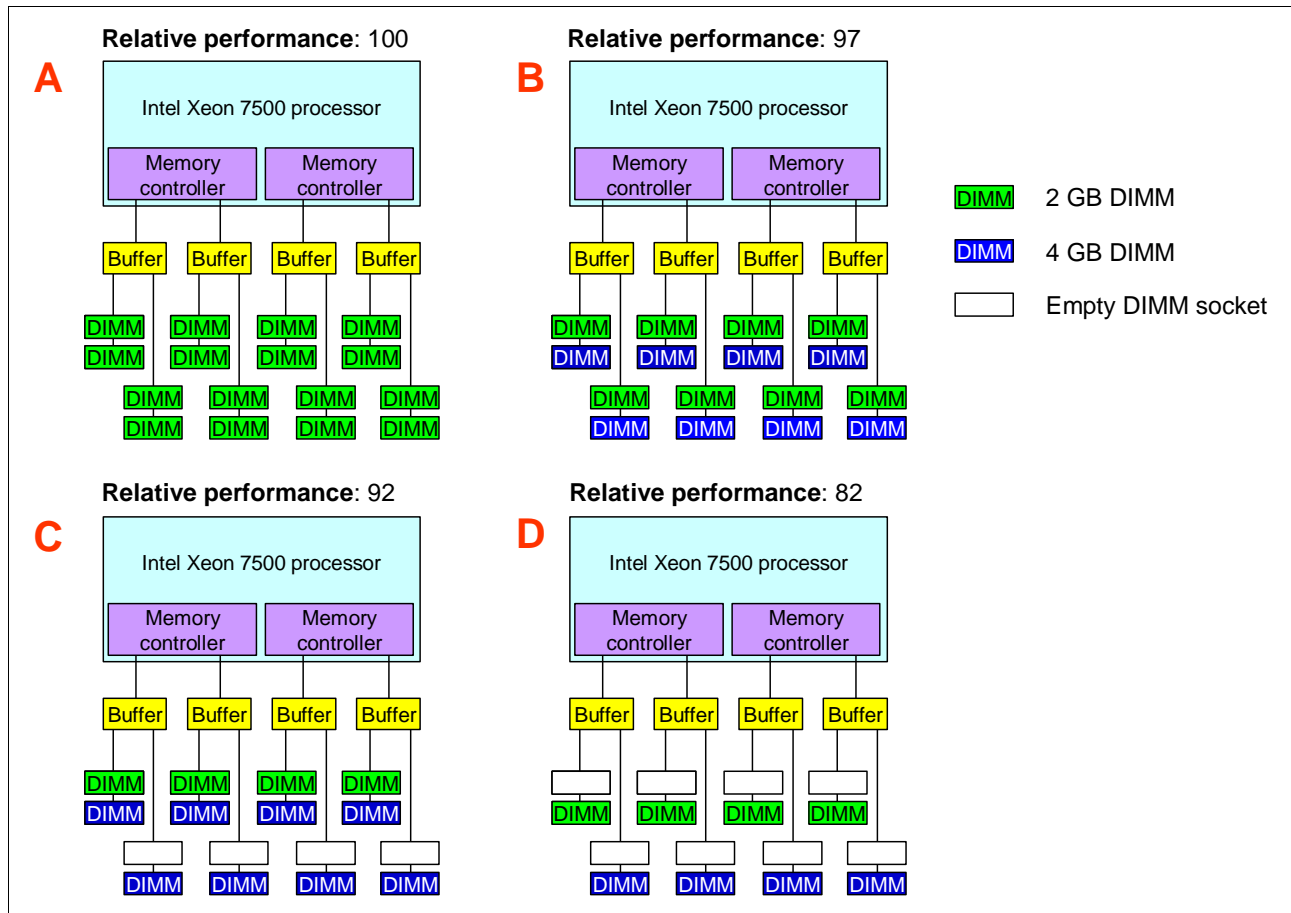 Relative performance: 100
A
Intel Xeon 7500 processor
Memory
controller
Memory
controller
Buffer
Buffer
Buffer
Buffer
DIMM DIMM DIMM DIMM
DIMM DIMM DIMM DIMM
DIMM DIMM DIMM DIMM
DIMM DIMM DIMM DIMM
Relative performance: 97
B
Intel Xeon 7500 processor
Memory
controller
Memory
controller
Buffer
Buffer
Buffer
Buffer
DIMM DIMM DIMM DIMM
DIMM DIMM DIMM DIMM
DIMM DIMM DIMM DIMM
DIMM DIMM DIMM DIMM
DIMM 2 GB DIMM
DIMM 4 GB DIMM
Empty DIMM socket
Relative performance: 92
C
Intel Xeon 7500 processor
Memory
controller
Memory
controller
Buffer
Buffer
Buffer
Buffer
DIMM DIMM DIMM DIMM
DIMM DIMM DIMM DIMM
DIMM DIMM DIMM DIMM
Relative performance: 82
D
Intel Xeon 7500 processor
Memory
controller
Memory
controller
Buffer
Buffer
Buffer
Buffer
DIMM DIMM DIMM DIMM
DIMM DIMM DIMM DIMM